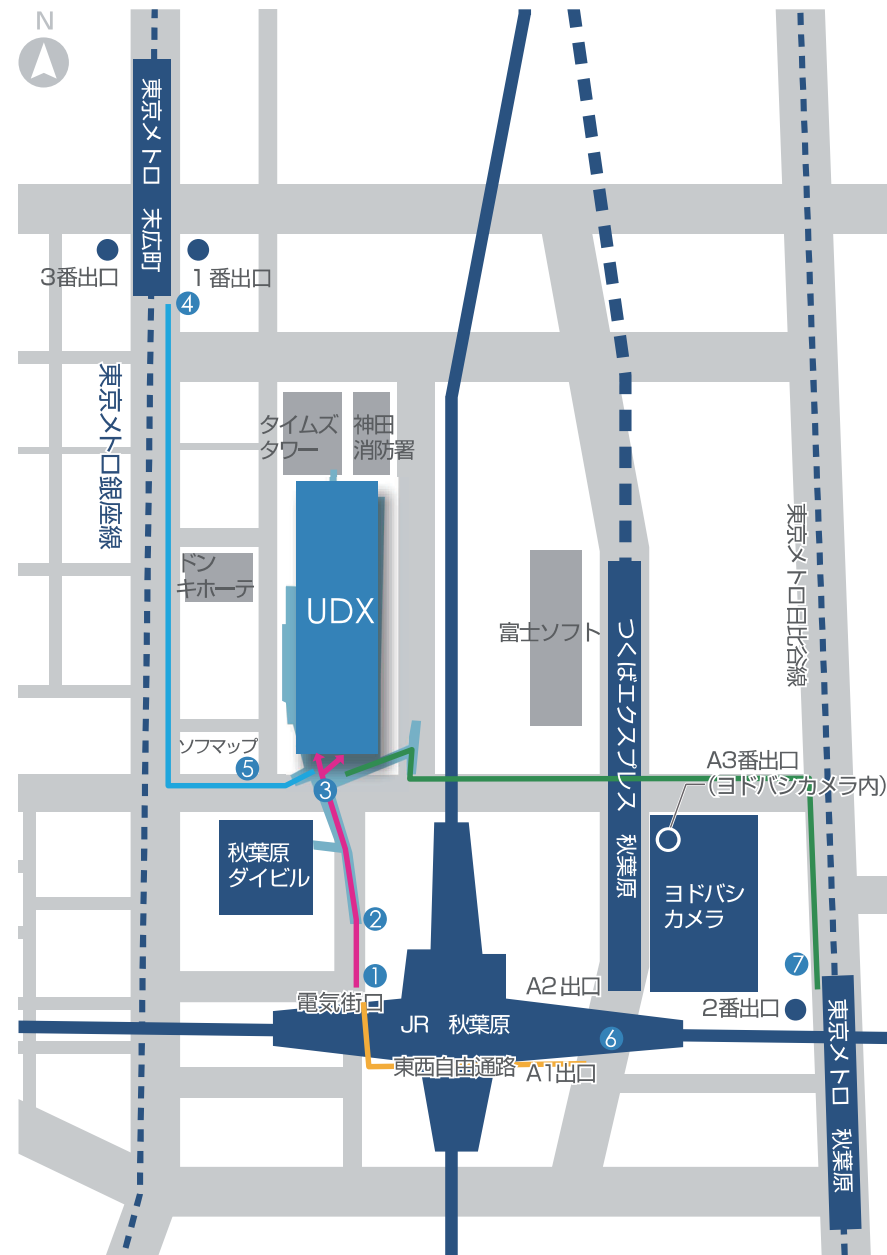 N
東京メトロ 末広町
3番出口
1番出口
4
東京メトロ銀座線
タイムズ
タワー
神田
消防署
ドン
キホーテ
UDX
富士ソフト
つくばエクスプレス 秋葉原
東京メトロ日比谷線
ソフマップ
5
3
A3番出口
(ヨドバシカメラ内)
秋葉原
ダイビル
ヨドバシ
カメラ
2
1
7
電気街口
A2出口
2番出口
JR 秋葉原
6
東西自由通路
A1出口
東京メトロ 秋葉原